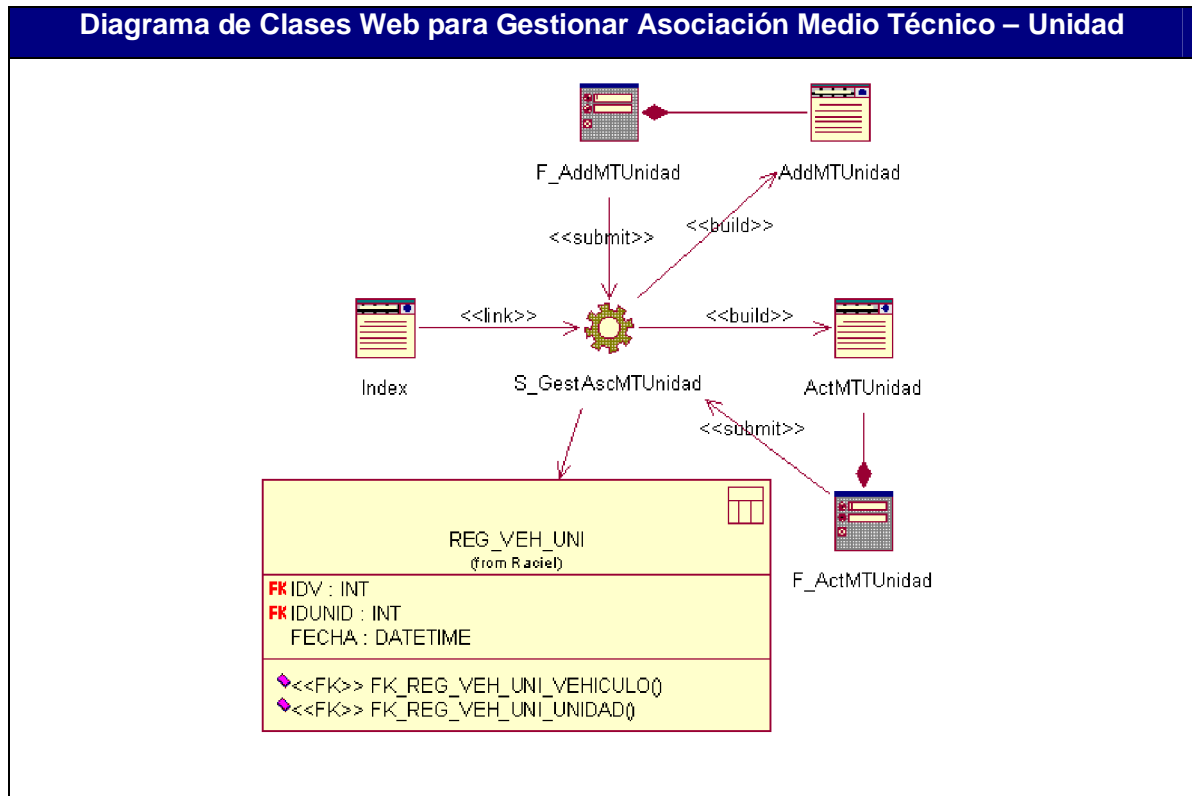 Diagrama de Clases Web para Gestionar Asociación Medio Técnico – Unidad
F_AddMTUnidad
AddMTUnidad
<<submit>>
<<build>>
<<link>>
<<build>>
Index
S_GestAscMTUnidad
ActMTUnidad
<<submit>>
REG_VEH_UNI
(from Raciel)
F_ActMTUnidad
FK IDV : INT
FK IDUNID : INT
FECHA : DATETIME
<<FK>> FK_REG_VEH_UNI_VEHICULO()
<<FK>> FK_REG_VEH_UNI_UNIDAD()